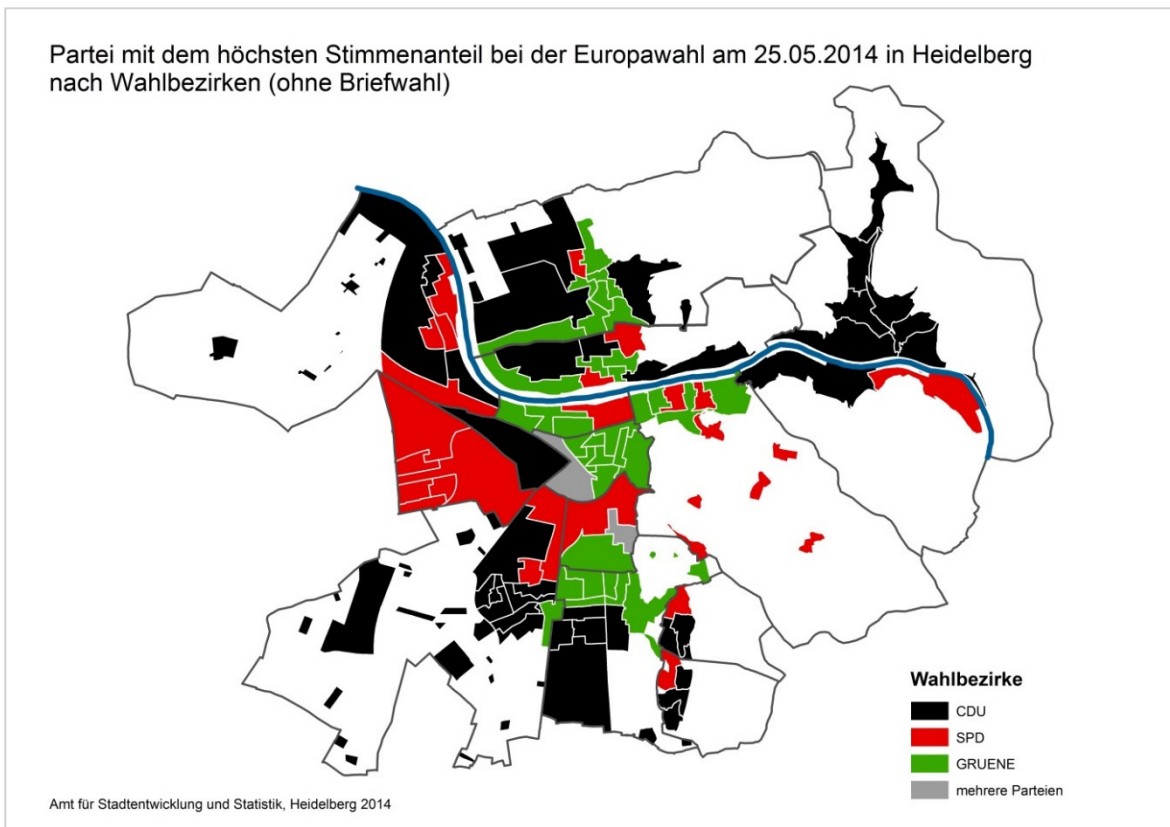 Partei mit dem höchsten Stimmenanteil bei der Europawahl am 25.05.2014 in Heidelberg
nach Wahlbezirken (ohne Briefwahl)
Wahlbezirke
CDU
SPD
GRUENE
mehrere Parteien
Amt für Stadtentwicklung und Statistik, Heidelberg 2014